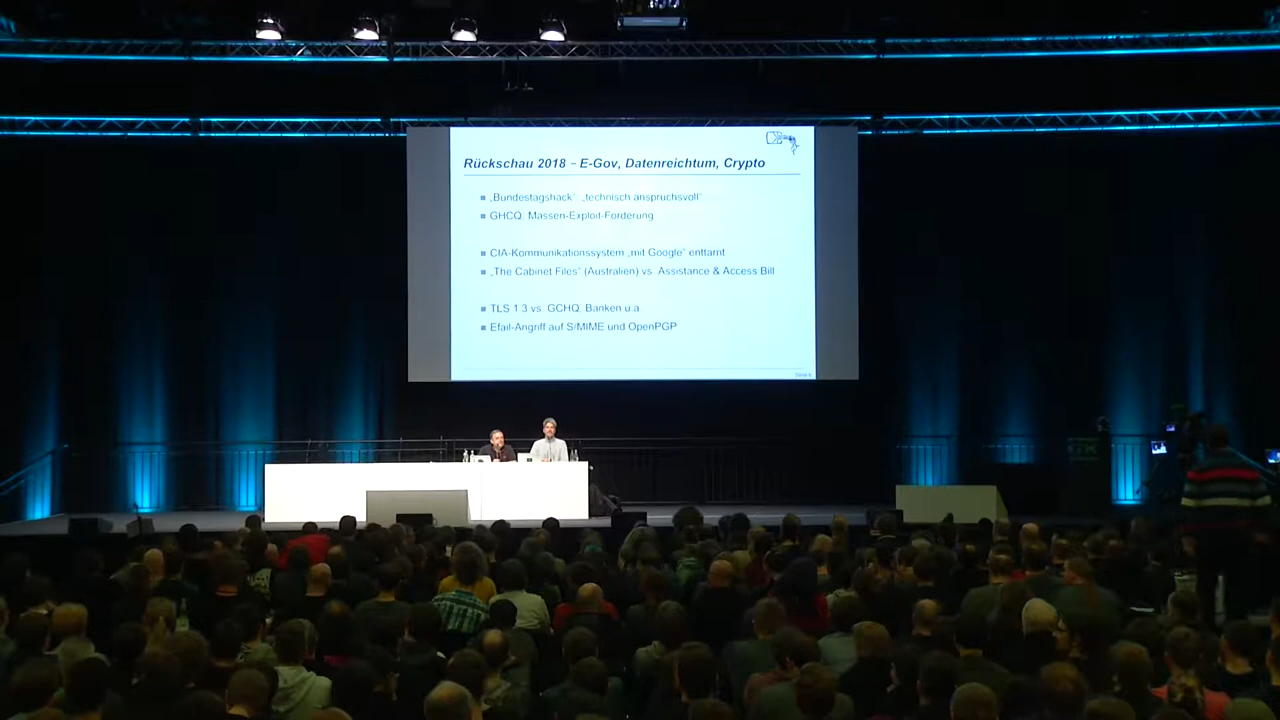 Rückschau 2018 – E-Gov, Datenreichtum, Crypto
„Bundestagshack“: „technisch anspruchsvoll“
GHCQ: Massen-Exploit-Forderung
CIA-Kommunikationssystem „mit Google“ enttarnt
„The Cabinet Files“ (Australien) vs. Assistance & Access Bill
TLS 1.3 vs. GCHQ, Banken u.a.
Efail-Angriff auf S/MIME und OpenPGP